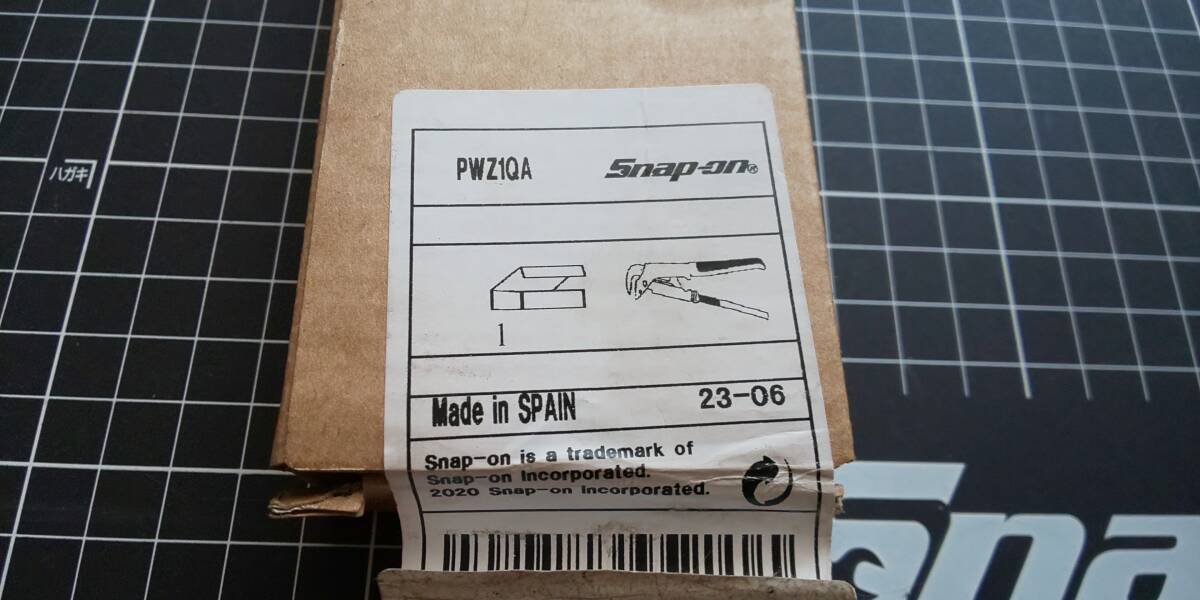 ハガキ
PWZ1QA Snap-on®
1
Made in SPAIN 23-06
Snap-on is a trademark of
Snap-on Incorporated.
2020 Snap-on Incorporated.
Sna